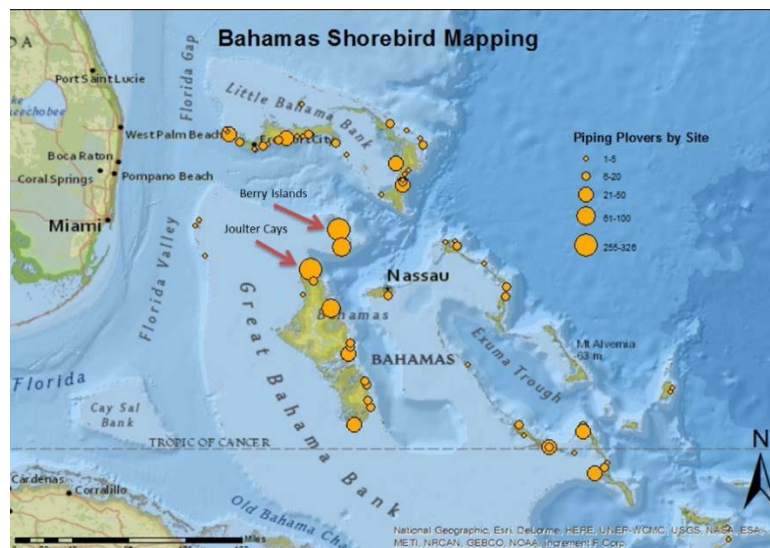 Bahamas Shorebird Mapping
D A
Florida Gap
Port Saint Lucie
Little Bahama Bank
West Palm Beach
Piping Plovers by Site
1-5
6-20
21-50
61-100
255-326
Boca Raton
Coral Springs
Pompano Beach
Miami
Berry Islands
Joulter Cays
Florida Valley
Nassau
Great Bahama Bank
Bahamas
BAHAMAS
Exuma Trough
Mt Alvernia
63 m
Florida
Cay Sal
Bank
TROPIC OF CANCER
N
Cardenas
Corralillo
Old Bahama Cha
Miles
National Geographic, Esri, DeLorme, HERE, UNEP-WCMC, USGS, NASA, ESA,
METI, NRCAN, GEBCO, NOAA, increment P Corp.